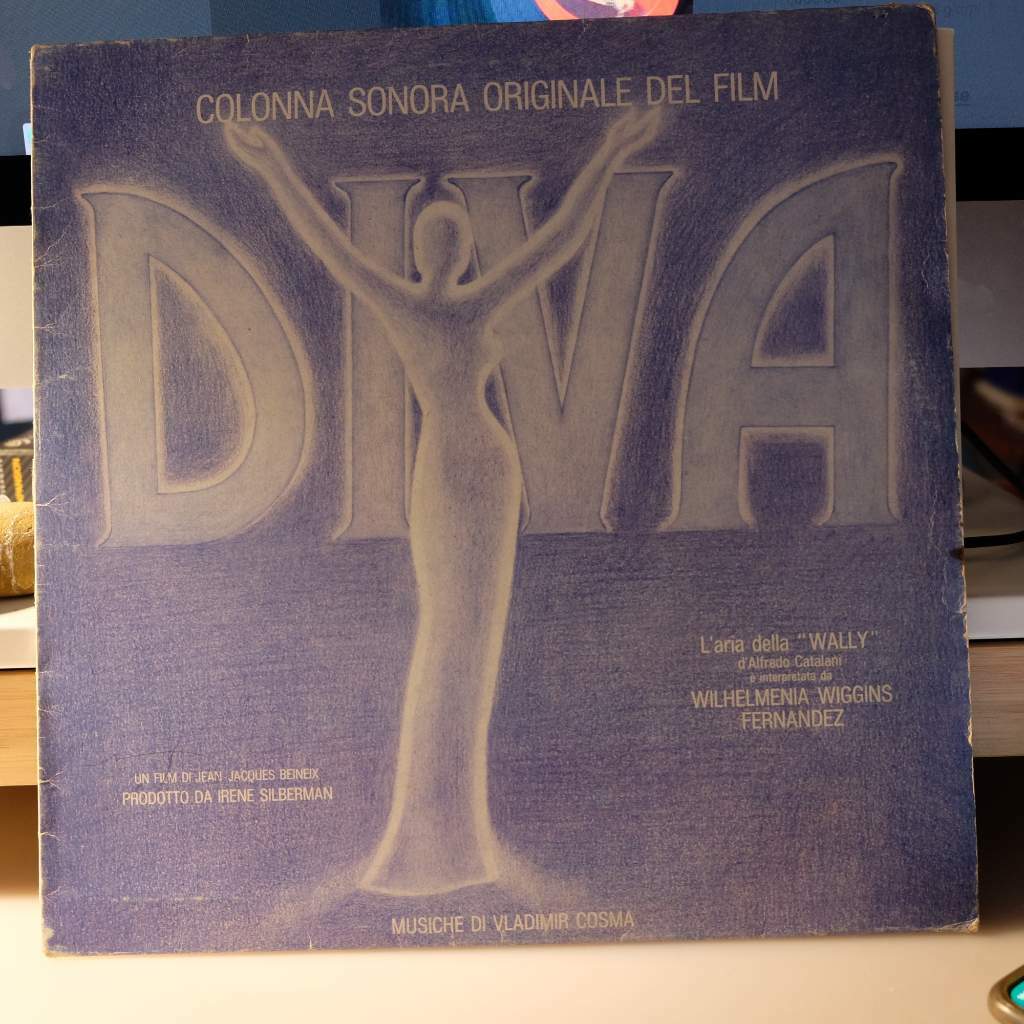 COLONNA SONORA ORIGINALE DEL FILM
DIVA
L'aria della "WALLY"
d'Alfredo Catalani
è interpretata da
WILHELMENIA WIGGINS
FERNANDEZ
UN FILM DI JEAN JACQUES BEINEIX
PRODOTTO DA IRENE SILBERMAN
MUSICHE DI VLADIMIR COSMA